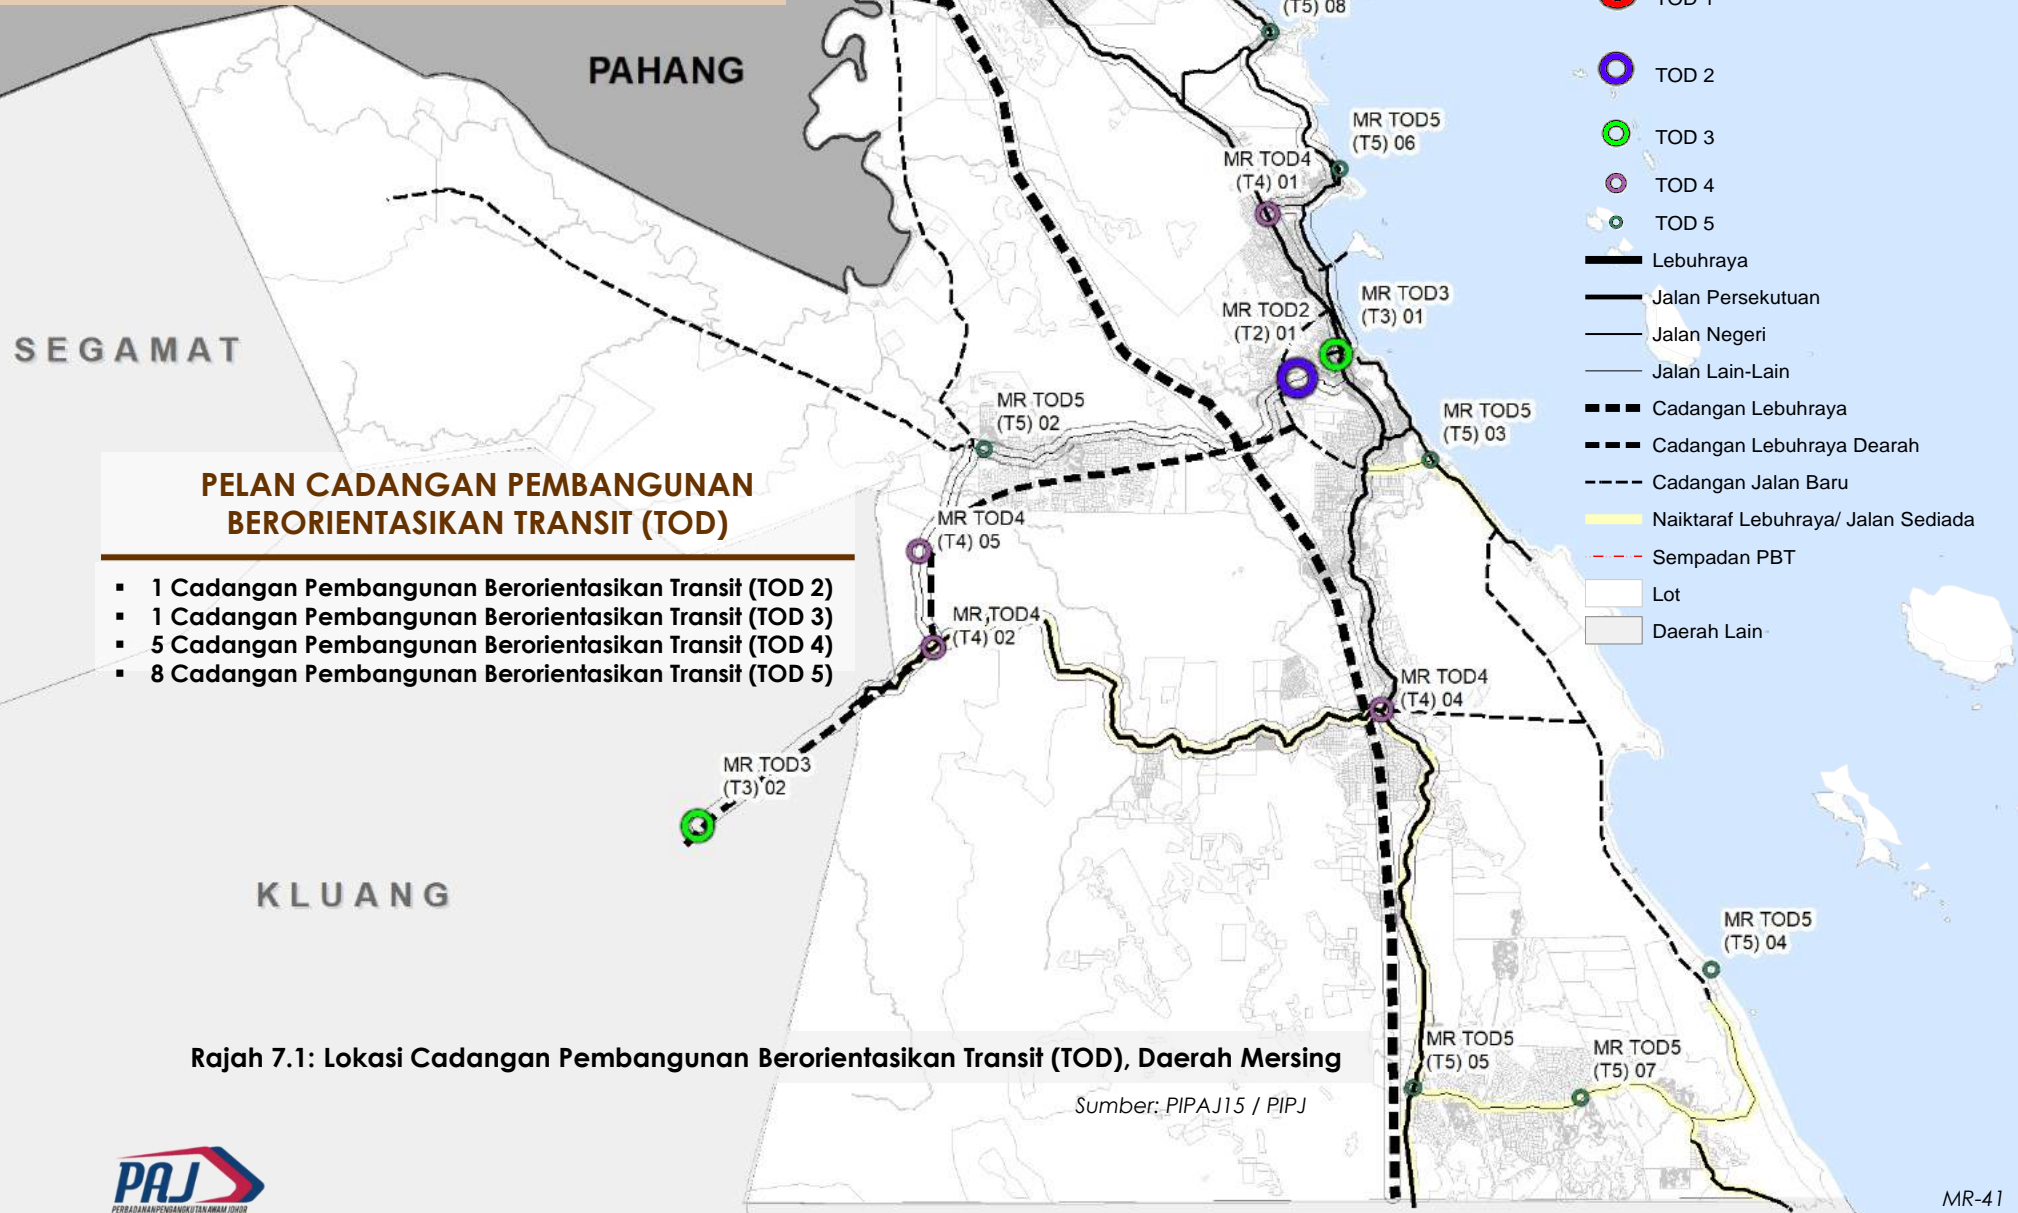 (T5) 08
TOD 1
PAHANG
TOD 2
MR TOD5
(T5) 06
TOD 3
MR TOD4
(T4) 01
TOD 4
TOD 5
Lebuhraya
MR TOD3
(T3) 01
Jalan Persekutuan
MR TOD2
(T2) 01
Jalan Negeri
SEGAMAT
Jalan Lain-Lain
MR TOD5
(T5) 02
Cadangan Lebuhraya
MR TOD5
(T5) 03
Cadangan Lebuhraya Dearah
Cadangan Jalan Baru
PELAN CADANGAN PEMBANGUNAN
BERORIENTASIKAN TRANSIT (TOD)
MR TOD4
(T4) 05
Naiktaraf Lebuhraya/ Jalan Sediada
Sempadan PBT
▪ 1 Cadangan Pembangunan Berorientasikan Transit (TOD 2)
▪ 1 Cadangan Pembangunan Berorientasikan Transit (TOD 3)
▪ 5 Cadangan Pembangunan Berorientasikan Transit (TOD 4)
▪ 8 Cadangan Pembangunan Berorientasikan Transit (TOD 5)
Lot
Daerah Lain
MR TOD4
(T4) 02
MR TOD4
(T4) 04
MR TOD3
(T3) 02
KLUANG
MR TOD5
(T5) 04
MR TOD5
(T5) 05
MR TOD5
(T5) 07
Rajah 7.1: Lokasi Cadangan Pembangunan Berorientasikan Transit (TOD), Daerah Mersing
Sumber: PIPAJ15 / PIPJ
PAJ
PERBADANAN PENGANGKUTAN AWAM JOHOR
MR-41